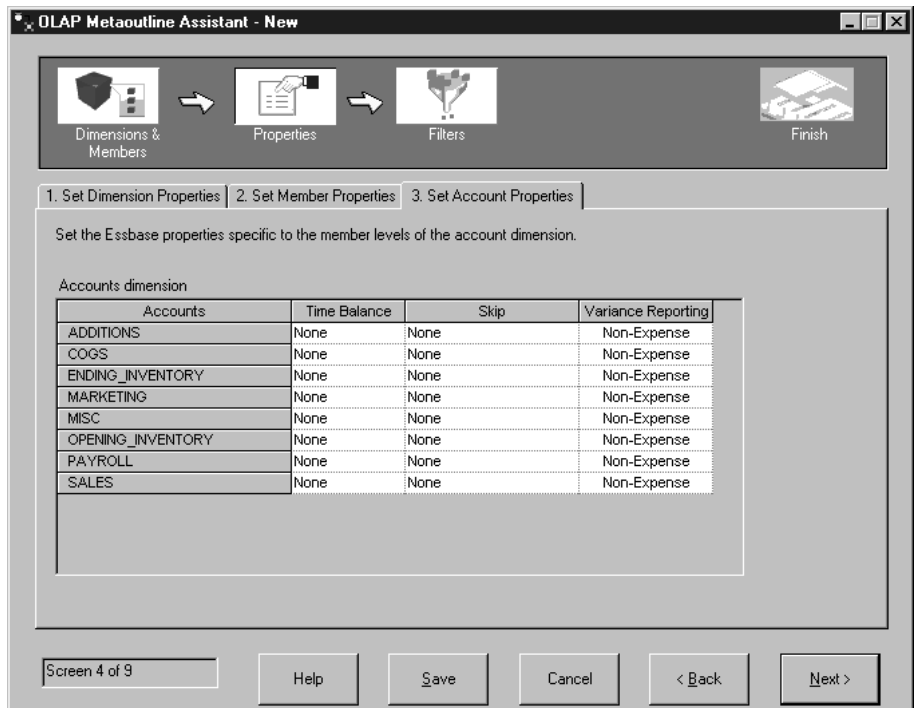 OLAP Metaoutline Assistant - New
Dimensions &
Members
Properties
Filters
Finish
1. Set Dimension Properties
2. Set Member Properties
3. Set Account Properties
Set the Essbase properties specific to the member levels of the account dimension.
Accounts dimension
Accounts Time Balance Skip Variance Reporting
ADDITIONS None None Non-Expense
COGS None None Non-Expense
ENDING_INVENTORY None None Non-Expense
MARKETING None None Non-Expense
MISC None None Non-Expense
OPENING_INVENTORY None None Non-Expense
PAYROLL None None Non-Expense
SALES None None Non-Expense
Screen 4 of 9
Help
Save
Cancel
< Back
Next >